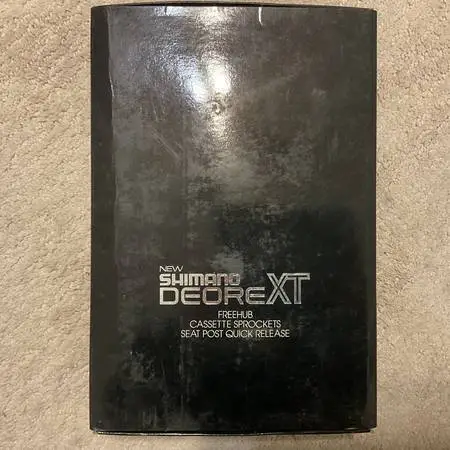 NEW
SHIMANO
DEORE XT
FREEHUB
CASSETTE SPROCKETS
SEAT POST QUICK RELEASE